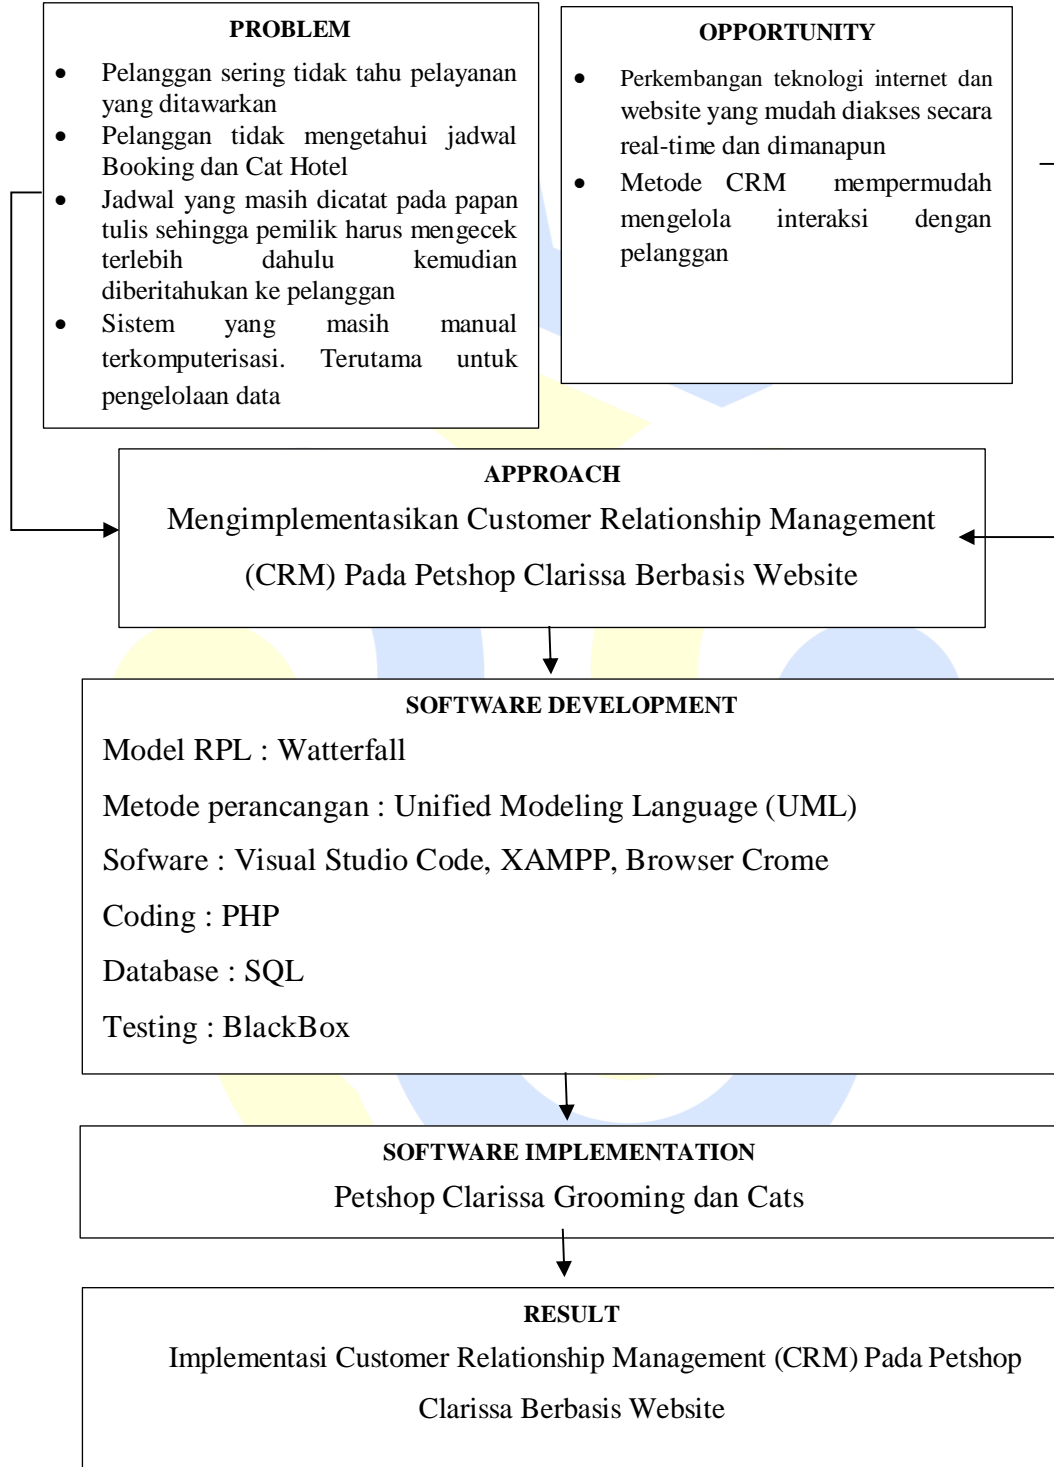 PROBLEM
• Pelanggan sering tidak tahu pelayanan
yang ditawarkan
• Pelanggan tidak mengetahui jadwal
Booking dan Cat Hotel
• Jadwal yang masih dicatat pada papan
tulis sehingga pemilik harus mengecek
terlebih dahulu kemudian
diberitahukan ke pelanggan
• Sistem yang masih manual
terkomputerisasi. Terutama untuk
pengelolaan data
OPPORTUNITY
• Perkembangan teknologi internet dan
website yang mudah diakses secara
real-time dan dimanapun
• Metode CRM mempermudah
mengelola interaksi dengan
pelanggan
APPROACH
Mengimplementasikan Customer Relationship Management
(CRM) Pada Petshop Clarissa Berbasis Website
SOFTWARE DEVELOPMENT
Model RPL : Watterfall
Metode perancangan : Unified Modeling Language (UML)
Sofware : Visual Studio Code, XAMPP, Browser Crome
Coding : PHP
Database : SQL
Testing : BlackBox
SOFTWARE IMPLEMENTATION
Petshop Clarissa Grooming dan Cats
RESULT
Implementasi Customer Relationship Management (CRM) Pada Petshop
Clarissa Berbasis Website